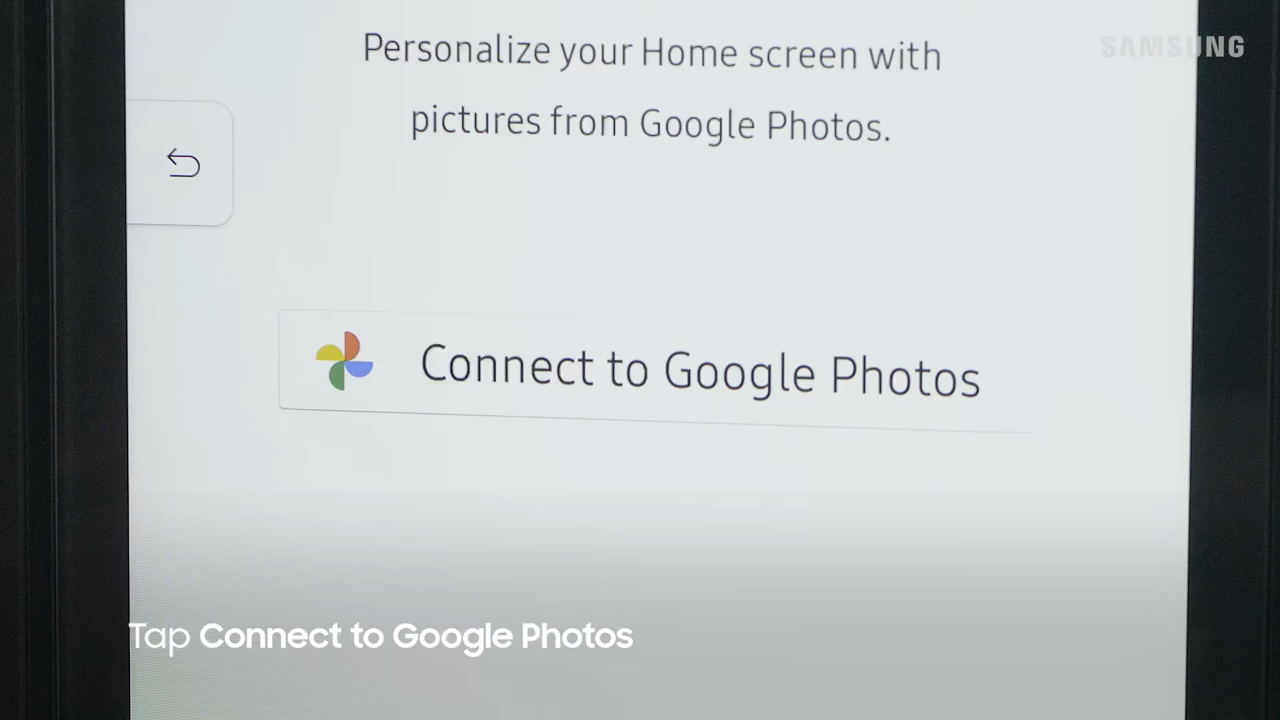 Personalize your Home screen with
SAMSUNG
pictures from Google Photos.
Connect to Google Photos
Tap Connect to Google Photos